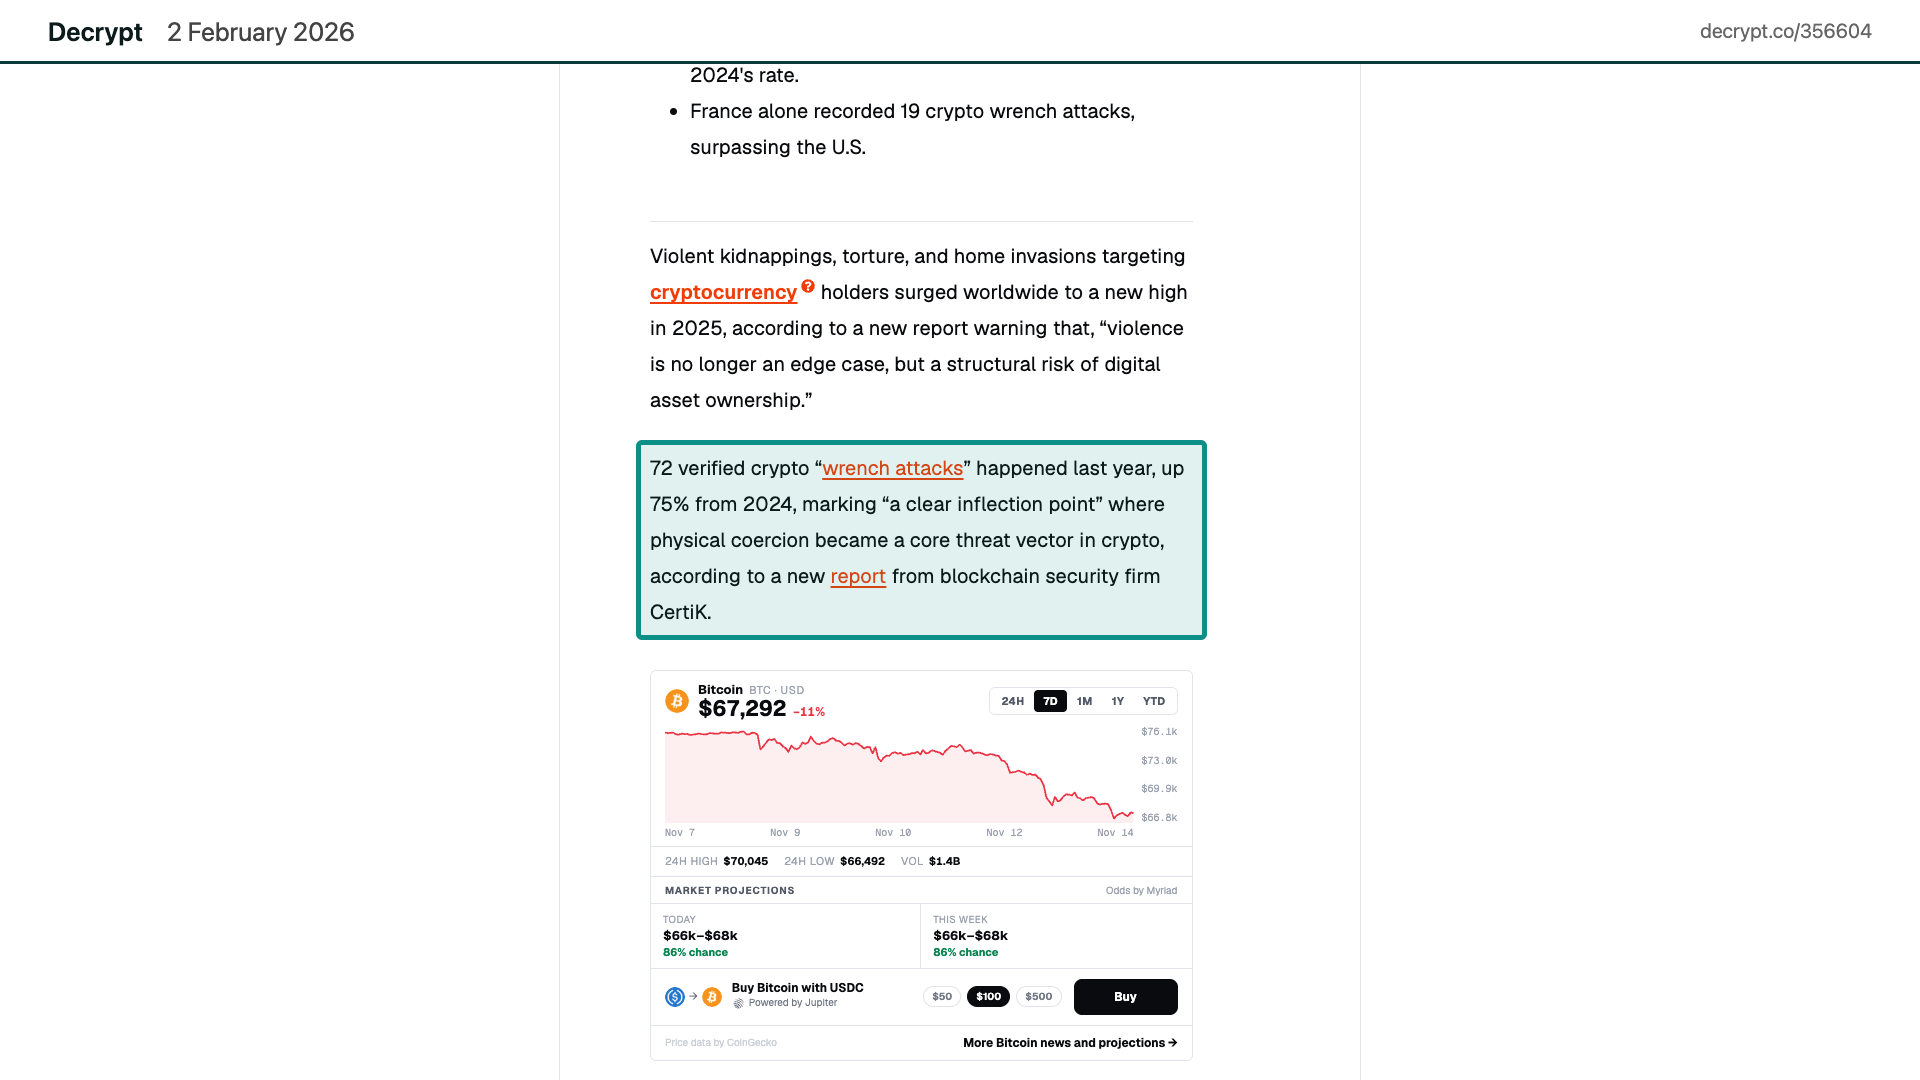 Decrypt 2 February 2026 decrypt.co/356604
2024's rate.
• France alone recorded 19 crypto wrench attacks,
surpassing the U.S.
Violent kidnappings, torture, and home invasions targeting
cryptocurrency ? holders surged worldwide to a new high
in 2025, according to a new report warning that, “violence
is no longer an edge case, but a structural risk of digital
asset ownership.”
72 verified crypto “wrench attacks” happened last year, up
75% from 2024, marking “a clear inflection point” where
physical coercion became a core threat vector in crypto,
according to a new report from blockchain security firm
CertiK.
Bitcoin BTC · USD
$67,292 -11%
24H 7D 1M 1Y YTD
$76.1k
$73.0k
$69.9k
$66.8k
Nov 7 Nov 9 Nov 10 Nov 12 Nov 14
24H HIGH $70,045 24H LOW $66,492 VOL $1.4B
MARKET PROJECTIONS Odds by Myriad
TODAY
$66k–$68k
86% chance
THIS WEEK
$66k–$68k
86% chance
Buy Bitcoin with USDC
Powered by Jupiter
$50 $100 $500 Buy
Price data by CoinGecko More Bitcoin news and projections →